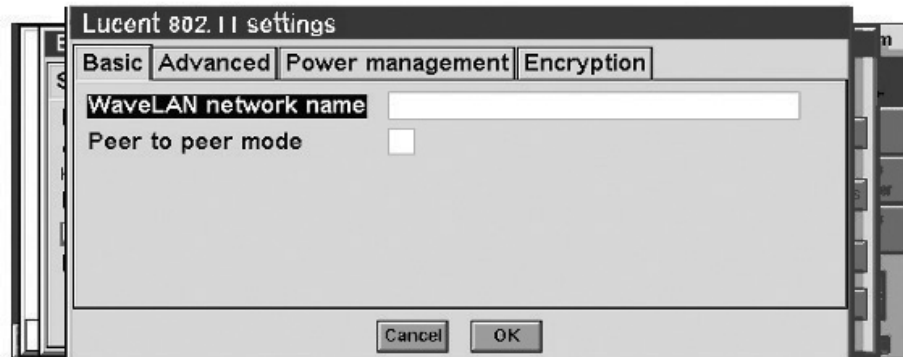 Lucent 802.11 settings
Basic Advanced Power management Encryption
WaveLAN network name
Peer to peer mode
Cancel OK